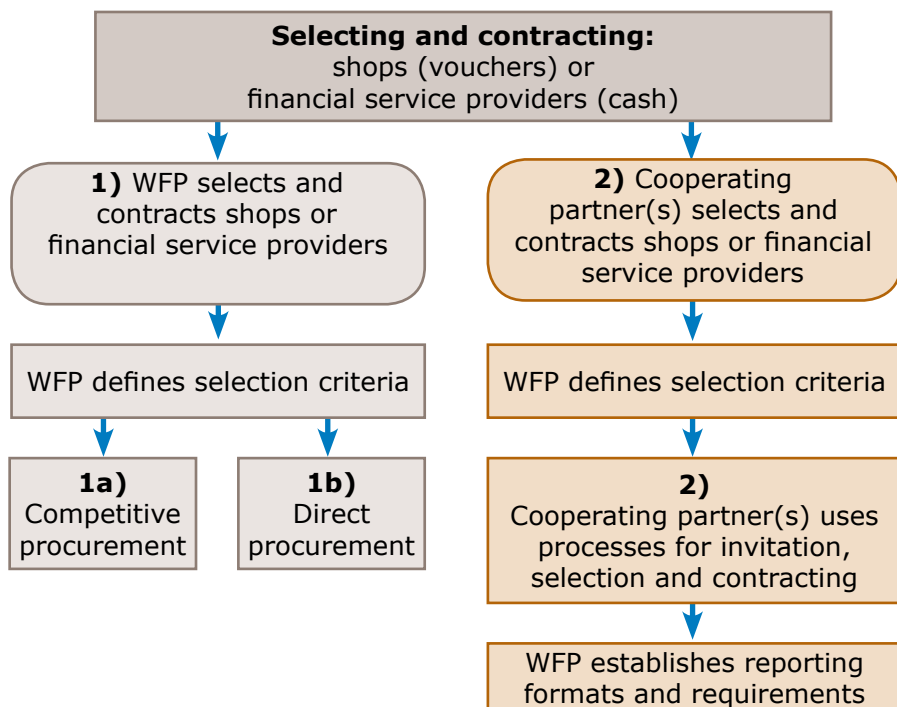 Selecting and contracting:
shops (vouchers) or
financial service providers (cash)
1) WFP selects and
contracts shops or
financial service providers
2) Cooperating
partner(s) selects and
contracts shops or financial
service providers
WFP defines selection criteria
WFP defines selection criteria
1a)
Competitive
procurement
1b)
Direct
procurement
2)
Cooperating partner(s) uses
processes for invitation,
selection and contracting
WFP establishes reporting
formats and requirements